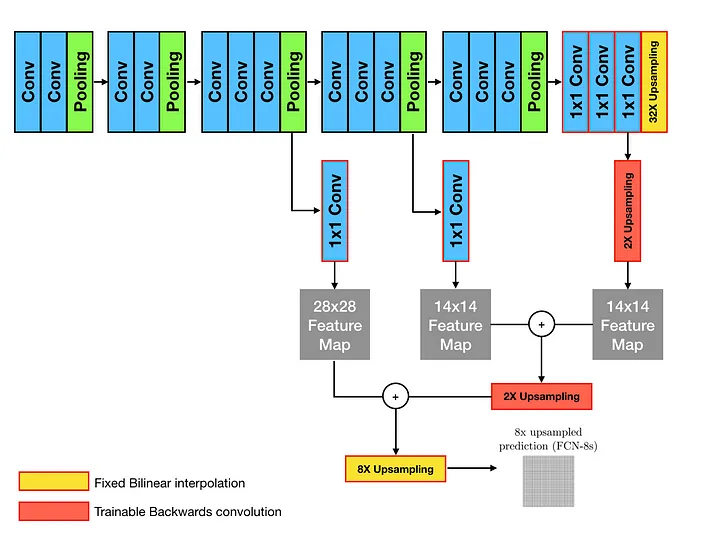 Conv
Conv
Pooling
Conv
Conv
Pooling
Conv
Conv
Conv
Pooling
Conv
Conv
Conv
Pooling
Conv
Conv
Conv
Pooling
1x1 Conv
1x1 Conv
1x1 Conv
32X Upsampling
1x1 Conv
1x1 Conv
2X Upsampling
28x28
Feature
Map
14x14
Feature
Map
+
14x14
Feature
Map
+
2X Upsampling
8x upsampled
prediction (FCN-8s)
8X Upsampling
Fixed Bilinear interpolation
Trainable Backwards convolution